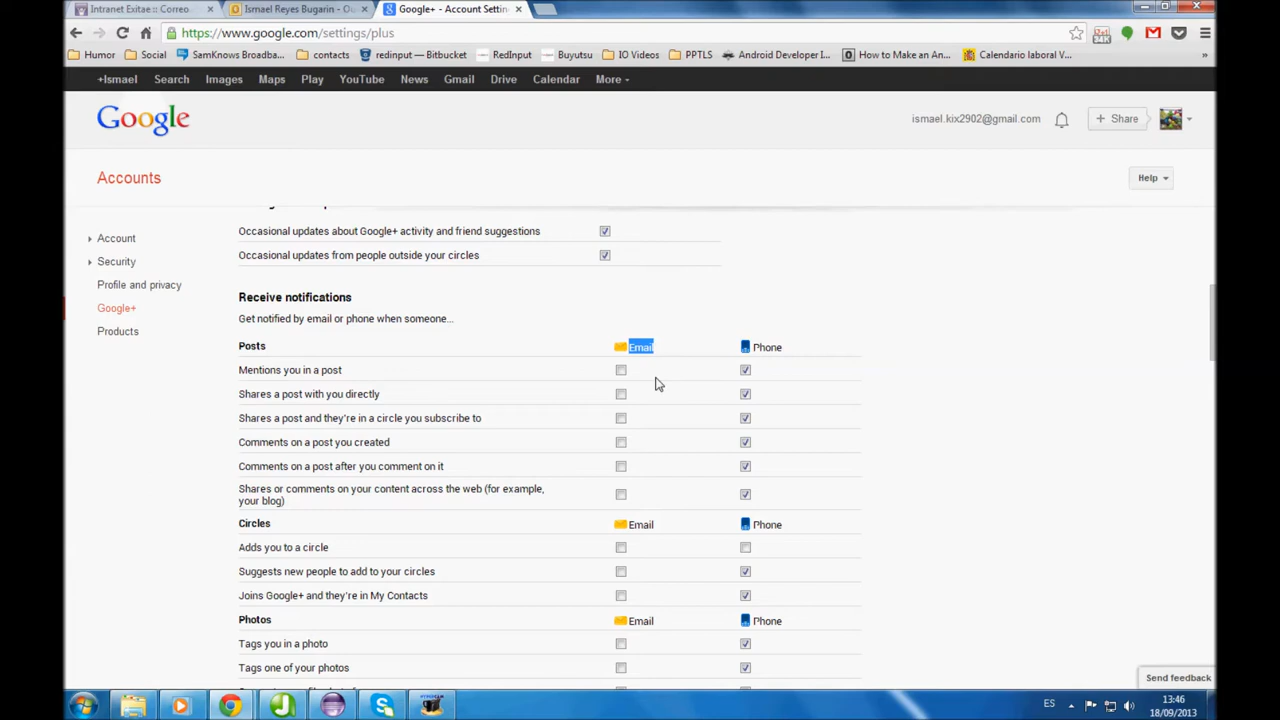 Intranet Exitae :: Correo
Ismael Reyes Bugarin - Ou
Google+ - Account Settin
https://www.google.com/settings/plus
Humor
Social
SamKnows Broadba...
contacts
redinput — Bitbucket
RedInput
Buyutsu
IO Videos
PPTLS
Android Developer I...
How to Make an An...
Calendario laboral V...
»
+Ismael Search Images Maps Play YouTube News Gmail Drive Calendar More
Google
ismael.kix2902@gmail.com
+ Share
Accounts
Help
Account
Security
Profile and privacy
Google+
Products
Occasional updates about Google+ activity and friend suggestions
Occasional updates from people outside your circles
Receive notifications
Get notified by email or phone when someone...
Posts Email Phone
Mentions you in a post
Shares a post with you directly
Shares a post and they're in a circle you subscribe to
Comments on a post you created
Comments on a post after you comment on it
Shares or comments on your content across the web (for example,
your blog)
Circles Email Phone
Adds you to a circle
Suggests new people to add to your circles
Joins Google+ and they're in My Contacts
Photos Email Phone
Tags you in a photo
Tags one of your photos
Send feedback
ES
13:46
18/09/2013